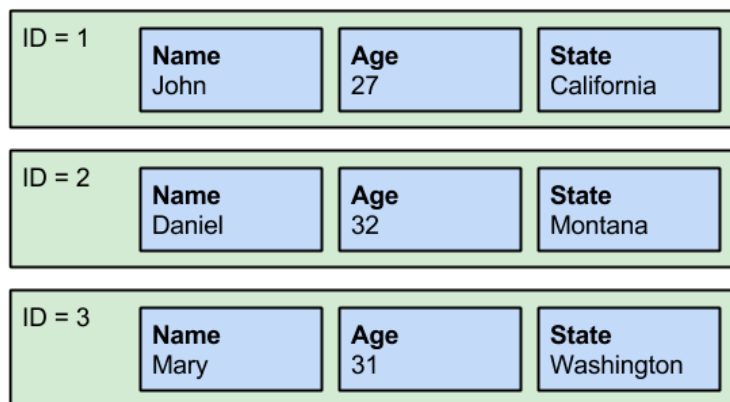 ID = 1
Name Age State
John 27 California
ID = 2
Name Age State
Daniel 32 Montana
ID = 3
Name Age State
Mary 31 Washington